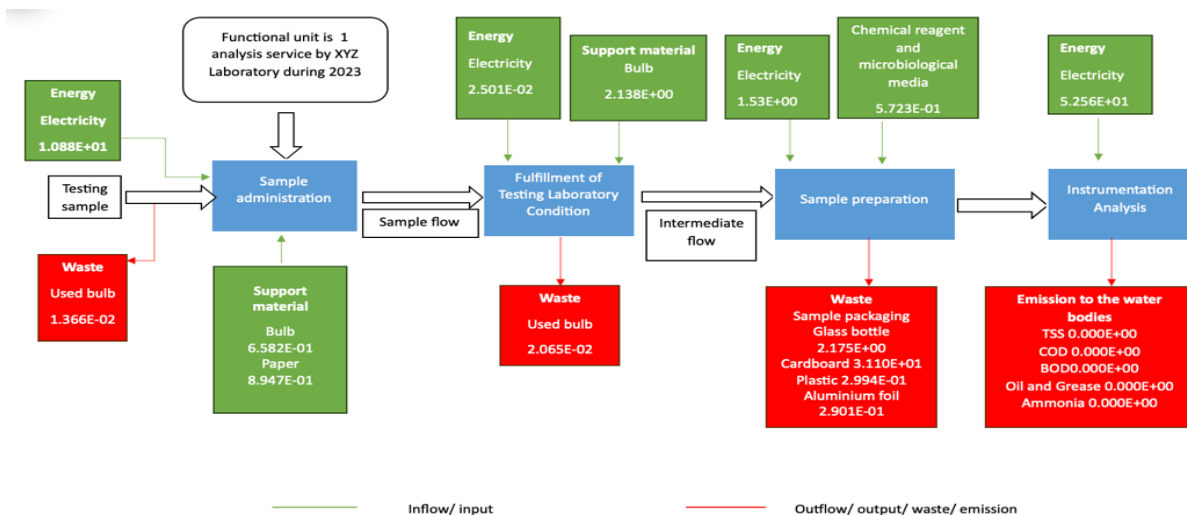 Functional unit is 1
analysis service by XYZ
Laboratory during 2023
Energy
Electricity
1.088E+01
Testing
sample
Waste
Used bulb
1.366E-02
Sample
administration
Support
material
Bulb
6.582E-01
Paper
8.947E-01
Sample flow
Energy
Electricity
2.501E-02
Support material
Bulb
2.138E+00
Fulfillment of
Testing Laboratory
Condition
Waste
Used bulb
2.065E-02
Intermediate
flow
Energy
Electricity
1.53E+00
Chemical reagent
and
microbiological
media
5.723E-01
Sample preparation
Waste
Sample packaging
Glass bottle
2.175E+00
Cardboard 3.110E+01
Plastic 2.994E-01
Aluminium foil
2.901E-01
Energy
Electricity
5.256E+01
Instrumentation
Analysis
Emission to the water
bodies
TSS 0.000E+00
COD 0.000E+00
BOD0.000E+00
Oil and Grease 0.000E+00
Ammonia 0.000E+00
Inflow/ input
Outflow/ output/ waste/ emission